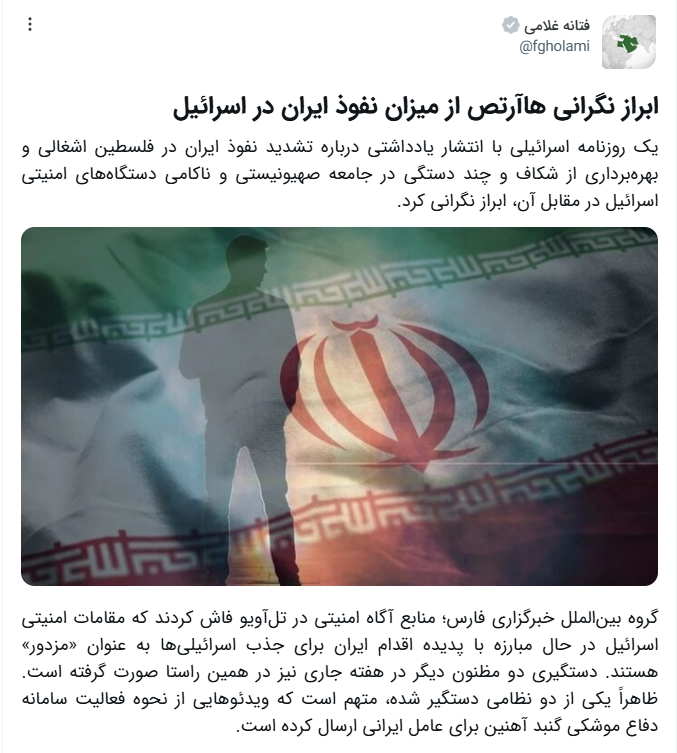 فتانه غلامی
@fgholami
ابراز نگرانی هاآرتص از میزان نفوذ ایران در اسرائیل
یک روزنامه اسرائیلی با انتشار یادداشتی درباره تشدید نفوذ ایران در فلسطین اشغالی و
بهره‌برداری از شکاف و چند دستگی در جامعه صهیونیستی و ناکامی دستگاه‌های امنیتی
اسرائیل در مقابل آن، ابراز نگرانی کرد.
گروه بین‌الملل خبرگزاری فارس؛ منابع آگاه امنیتی در تل‌آویو فاش کردند که مقامات امنیتی
اسرائیل در حال مبارزه با پدیده اقدام ایران برای جذب اسرائیلی‌ها به عنوان «مزدور»
هستند. دستگیری دو مظنون دیگر در هفته جاری نیز در همین راستا صورت گرفته است.
ظاهراً یکی از دو نظامی دستگیر شده، متهم است که ویدئوهایی از نحوه فعالیت سامانه
دفاع موشکی گنبد آهنین برای عامل ایرانی ارسال کرده است.